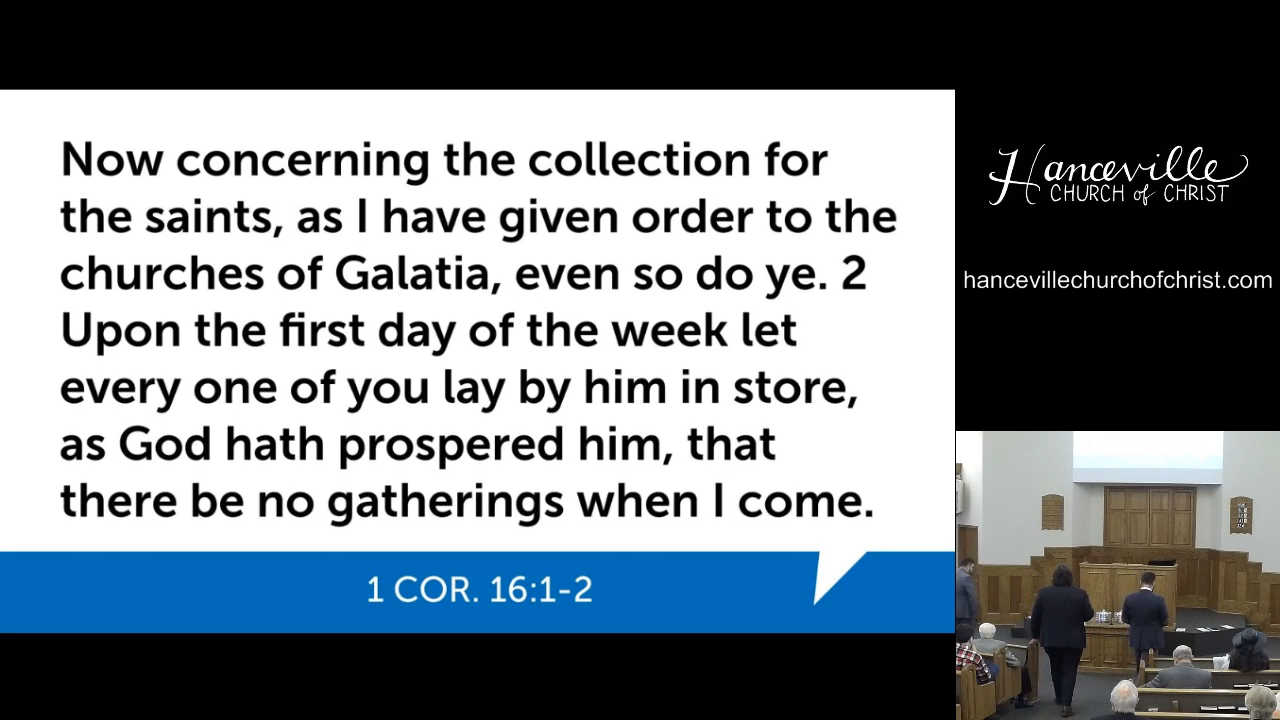 Now concerning the collection for
the saints, as I have given order to the
churches of Galatia, even so do ye. 2
Upon the first day of the week let
every one of you lay by him in store,
as God hath prospered him, that
there be no gatherings when I come.
1 COR. 16:1-2
Hanceville
CHURCH of CHRIST
hancevillechurchofchrist.com